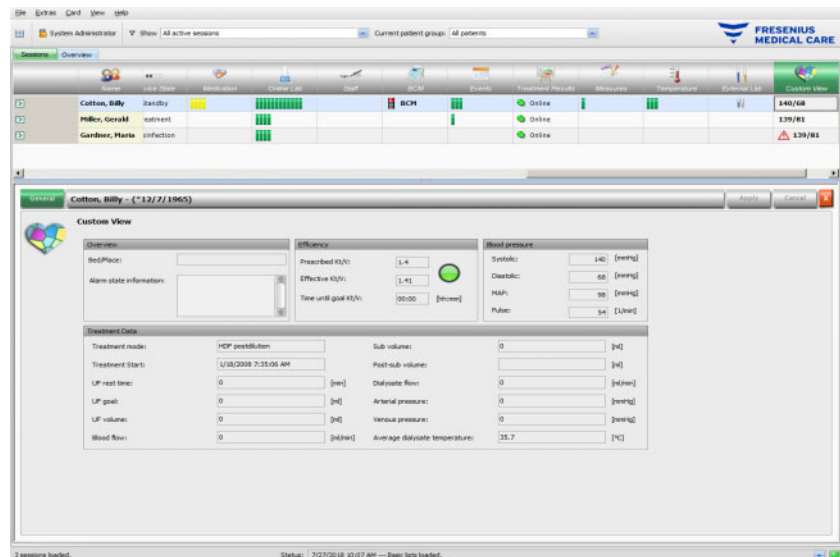 File Extras Card View Help
System Administrator Show All active sessions Current patient group: All patients
FRESENIUS
MEDICAL CARE
Sessions Overview
Name vice State Medication Online Lab Staff BCM Events Treatment Results Measures Temperature External Lab Custom View
Cotton, Billy Standby BCM Online 140/68
Miller, Gerald reatment Online 139/81
Gardner, Maria sinfection Online 139/81
General Cotton, Billy - (*12/7/1965) Apply Cancel X
Custom View
Overview Efficiency Blood pressure
Bed/Place: Prescribed Kt/V: 1.4 Systolic: 140 [mmHg]
Alarm state information: Effective Kt/V: 1.41 Diastolic: 68 [mmHg]
Time until goal Kt/V: 00:00 [hh:mm] MAP: 98 [mmHg]
Pulse: 54 [1/min]
Treatment Data
Treatment mode: HDF postdilution Sub volume: 0 [ml]
Treatment Start: 1/18/2008 7:35:06 AM Post-sub volume: [ml]
UF rest time: 0 [min] Dialysate flow: 0 [ml/min]
UF goal: 0 [ml] Arterial pressure: 0 [mmHg]
UF volume: 0 [ml] Venous pressure: 0 [mmHg]
Blood flow: 0 [ml/min] Average dialysate temperature: 35.7 [°C]
3 sessions loaded. Status: 7/27/2018 10:07 AM --- Basic lists loaded.